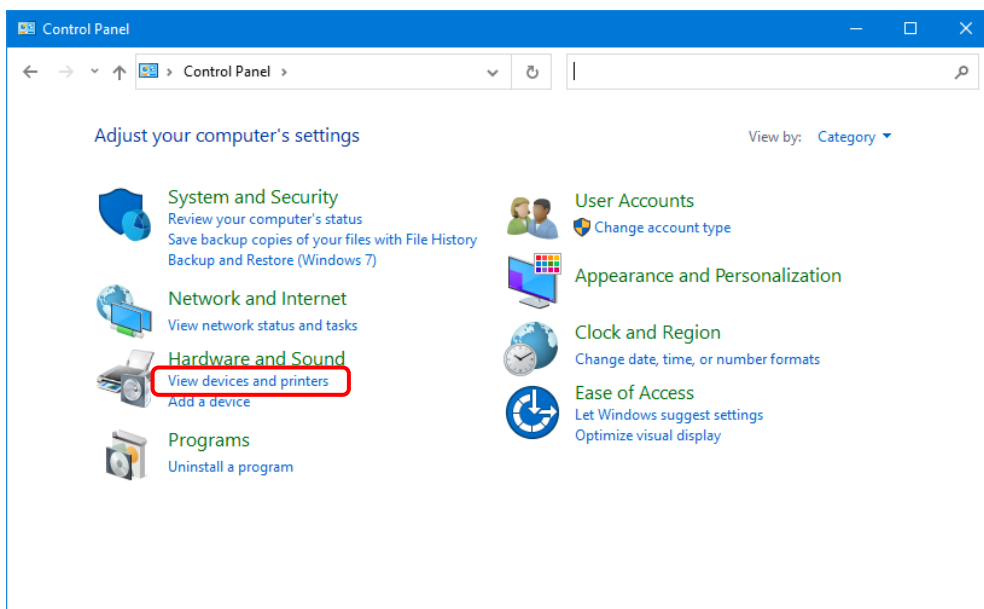 Control Panel
Control Panel
Adjust your computer's settings
View by: Category
System and Security
Review your computer's status
Save backup copies of your files with File History
Backup and Restore (Windows 7)
Network and Internet
View network status and tasks
Hardware and Sound
View devices and printers
Add a device
Programs
Uninstall a program
User Accounts
Change account type
Appearance and Personalization
Clock and Region
Change date, time, or number formats
Ease of Access
Let Windows suggest settings
Optimize visual display